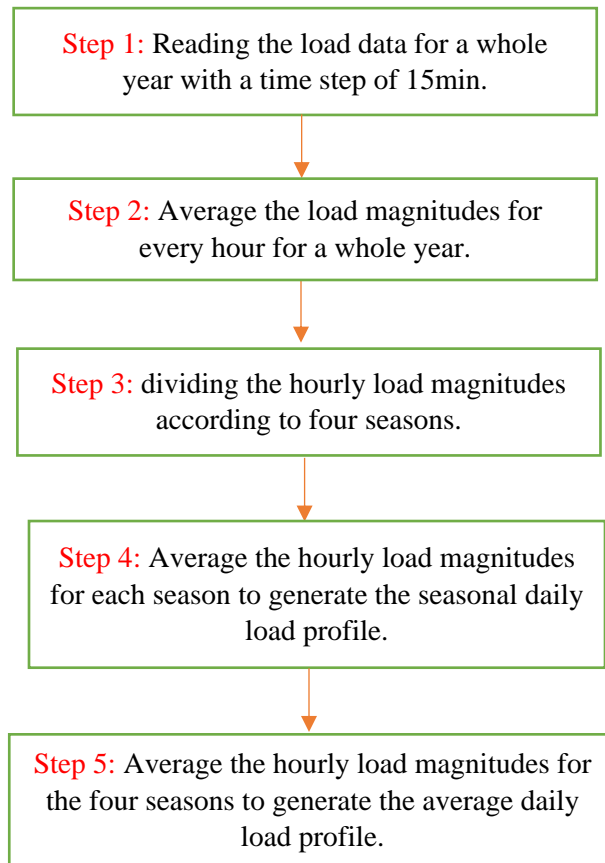 Step 1: Reading the load data for a whole
year with a time step of 15min.
Step 2: Average the load magnitudes for
every hour for a whole year.
Step 3: dividing the hourly load magnitudes
according to four seasons.
Step 4: Average the hourly load magnitudes
for each season to generate the seasonal daily
load profile.
Step 5: Average the hourly load magnitudes for
the four seasons to generate the average daily
load profile.